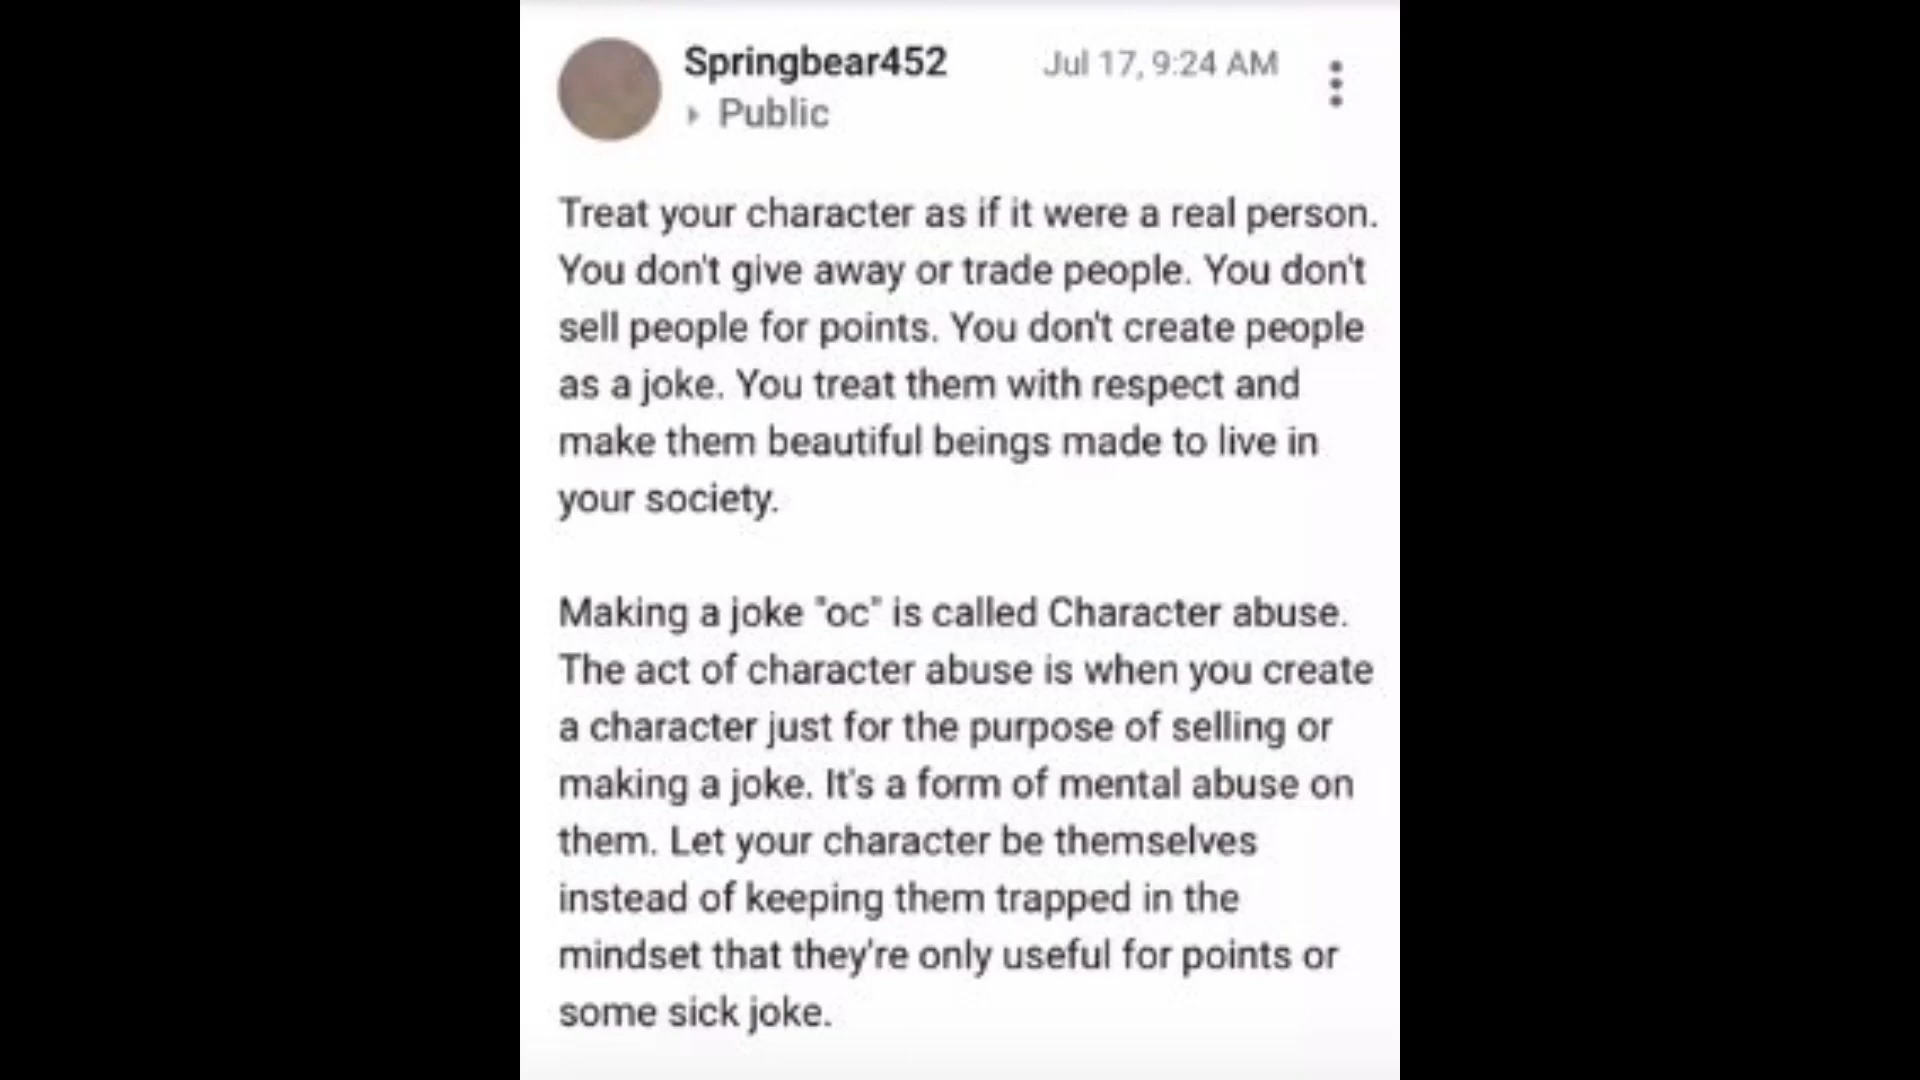 Springbear452 Jul 17, 9:24 AM
Public
Treat your character as if it were a real person.
You don't give away or trade people. You don't
sell people for points. You don't create people
as a joke. You treat them with respect and
make them beautiful beings made to live in
your society.
Making a joke "oc" is called Character abuse.
The act of character abuse is when you create
a character just for the purpose of selling or
making a joke. It's a form of mental abuse on
them. Let your character be themselves
instead of keeping them trapped in the
mindset that they're only useful for points or
some sick joke.